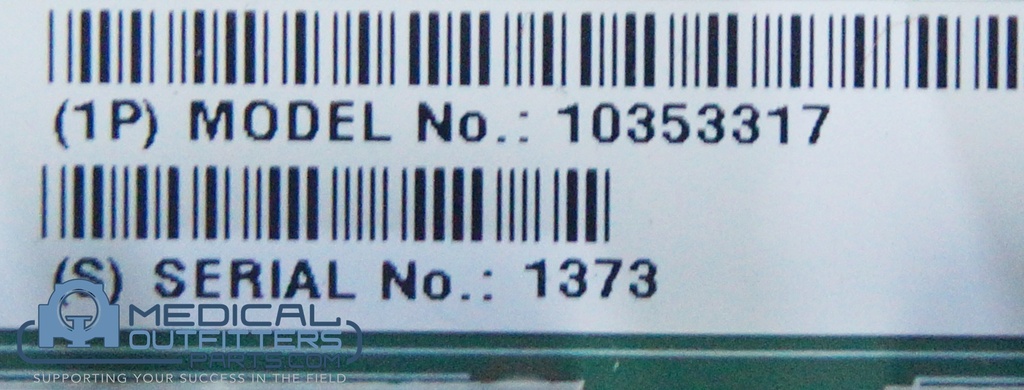 (1P) MODEL No.: 10353317
(S) SERIAL No.: 1373
MEDICAL
OUTFITTERS
PARTS.COM
SUPPORTING YOUR SUCCESS IN THE FIELD